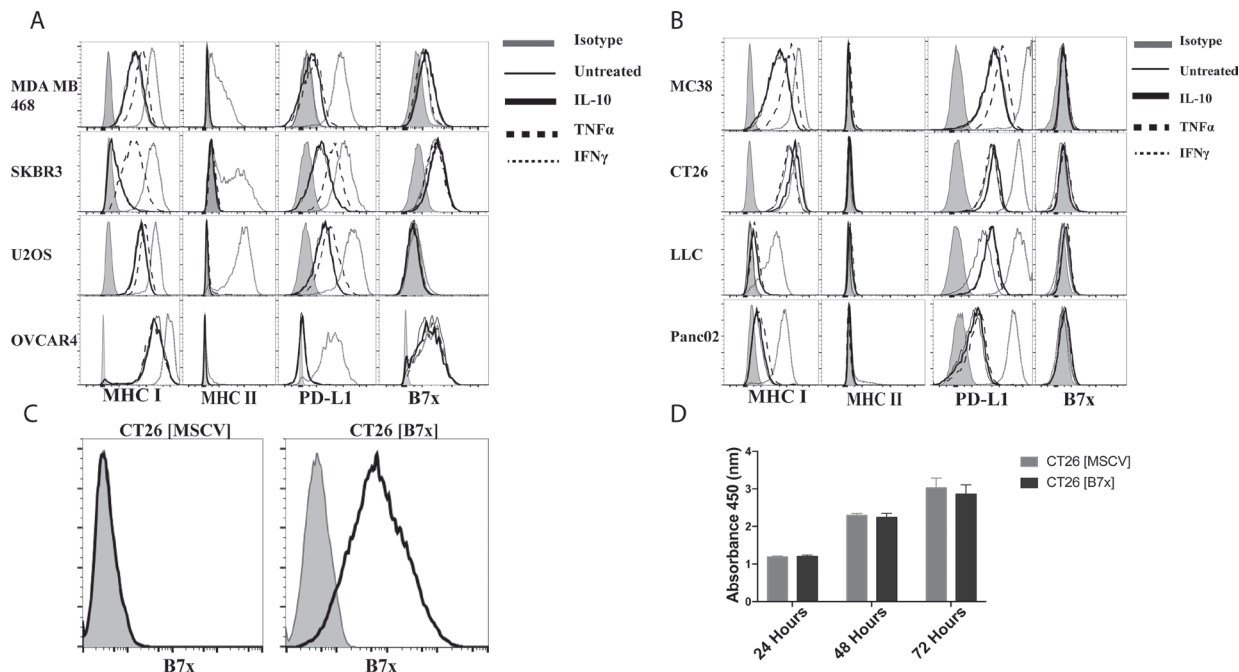 A
Isotype
Untreated
IL-10
TNFα
IFNγ
MDA MB
468
SKBR3
U2OS
OVCAR4
MHC I
MHC II
PD-L1
B7x
B
Isotype
Untreated
IL-10
TNFα
IFNγ
MC38
CT26
LLC
Panc02
MHC I
MHC II
PD-L1
B7x
C
CT26 [MSCV]
CT26 [B7x]
B7x
B7x
D
Absorbance 450 (nm)
4
3
2
1
0
24 Hours
48 Hours
72 Hours
CT26 [MSCV]
CT26 [B7x]